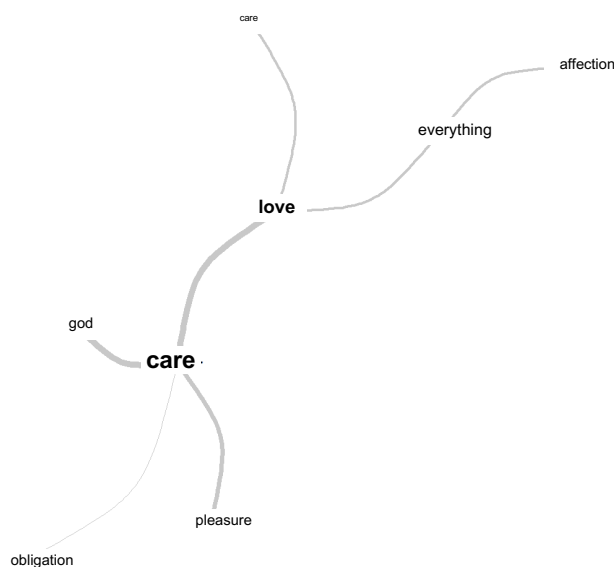 care
affection
everything
love
god
care
pleasure
obligation